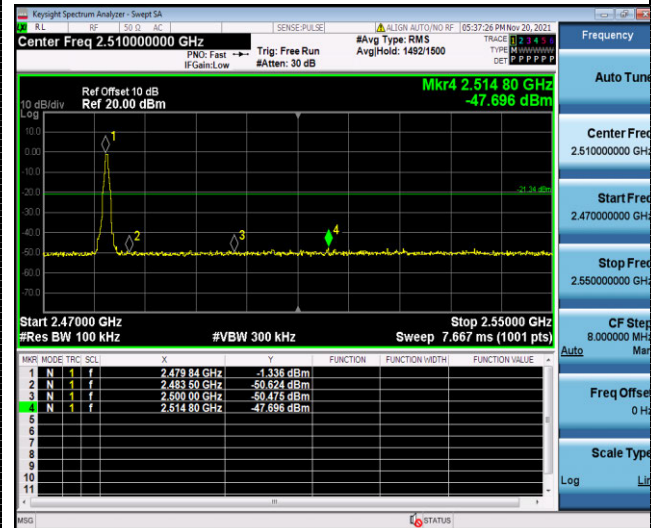 Keysight Spectrum Analyzer - Swept SA
RL RF 50 Ω AC SENSE:PULSE ALIGN AUTO/NO RF 05:37:26 PM Nov 20, 2021
Center Freq 2.510000000 GHz
PNO: Fast
IFGain:Low
Trig: Free Run
#Atten: 30 dB
#Avg Type: RMS
Avg|Hold: 1492/1500
TRACE 1 2 3 4 5 6
TYPE M W W W W W
DET P P P P P P
Mkr4 2.514 80 GHz
-47.696 dBm
Ref Offset 10 dB
10 dB/div Ref 20.00 dBm
Log
10.0
0.00
-10.0
-20.0
-30.0
-40.0
-50.0
-60.0
-70.0
1
2
3
4
-21.34 dBm
Start 2.47000 GHz Stop 2.55000 GHz
#Res BW 100 kHz #VBW 300 kHz Sweep 7.667 ms (1001 pts)
MKR MODE TRC SCL X Y FUNCTION FUNCTION WIDTH FUNCTION VALUE
1 N 1 f 2.479 84 GHz -1.336 dBm
2 N 1 f 2.483 50 GHz -50.624 dBm
3 N 1 f 2.500 00 GHz -50.475 dBm
4 N 1 f 2.514 80 GHz -47.696 dBm
5
6
7
8
9
10
11
MSG STATUS
Frequency
Auto Tune
Center Freq
2.510000000 GHz
Start Freq
2.470000000 GHz
Stop Freq
2.550000000 GHz
CF Step
8.000000 MHz
Auto Man
Freq Offset
0 Hz
Scale Type
Log Lin